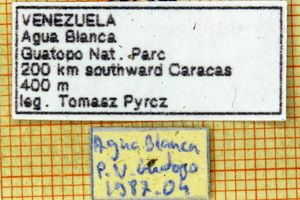 VENEZUELA
Agua Blanca
Guatopo Nat. Parc
200 km southward Caracas
400 m
leg. Tomasz Pyrcz
Agua Blanca
P.V.
1987.04